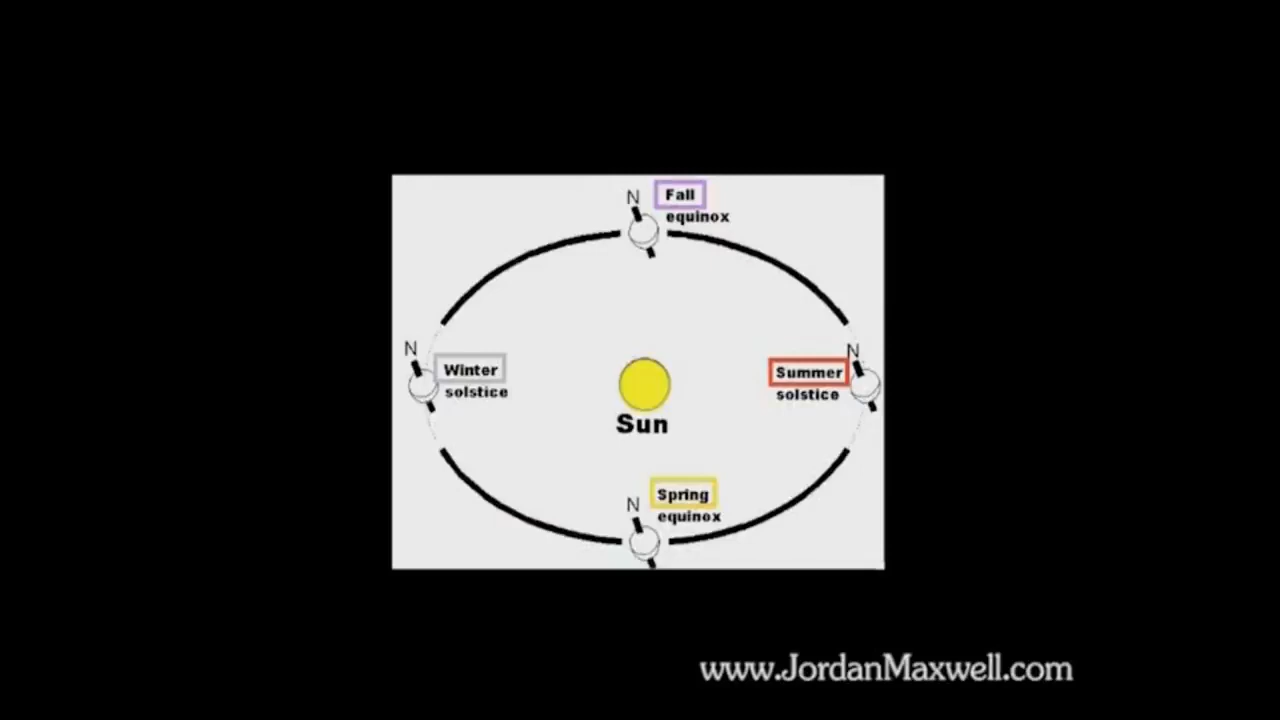 N
Fall
equinox
N
Winter
solstice
Sun
N
Summer
solstice
N
Spring
equinox
www.JordanMaxwell.com